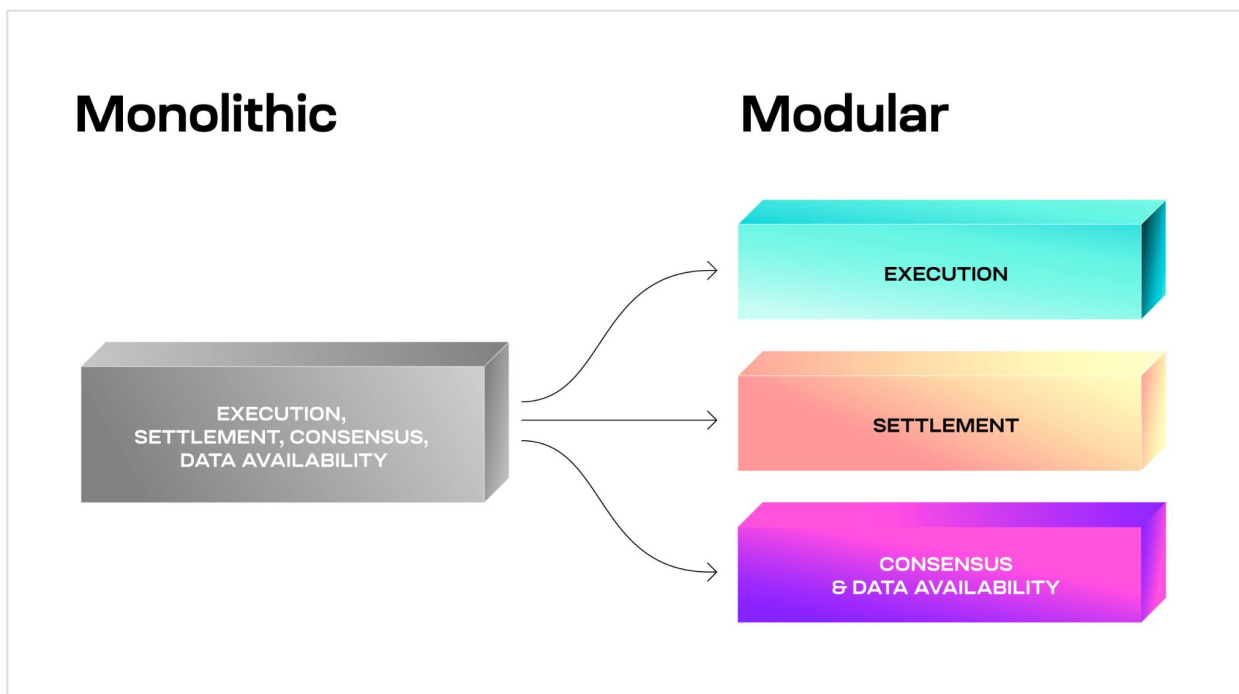 Monolithic
Modular
EXECUTION
EXECUTION,
SETTLEMENT, CONSENSUS,
DATA AVAILABILITY
SETTLEMENT
CONSENSUS
& DATA AVAILABILITY